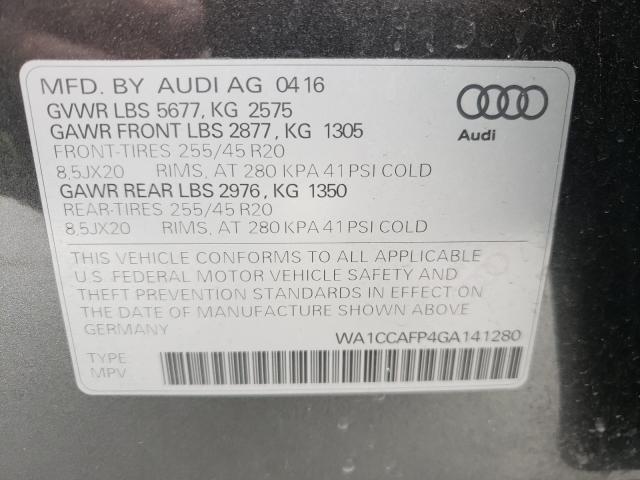 MFD. BY AUDI AG 0416
GVWR LBS 5677, KG 2575
GAWR FRONT LBS 2877, KG 1305
FRONT-TIRES 255/45 R20
8,5JX20 RIMS, AT 280 KPA 41 PSI COLD
GAWR REAR LBS 2976, KG 1350
REAR-TIRES 255/45 R20
8,5JX20 RIMS, AT 280 KPA 41 PSI COLD
Audi
THIS VEHICLE CONFORMS TO ALL APPLICABLE
U.S. FEDERAL MOTOR VEHICLE SAFETY AND
THEFT PREVENTION STANDARDS IN EFFECT ON
THE DATE OF MANUFACTURE SHOWN ABOVE
GERMANY
WA1CCAFP4GA141280
TYPE
MPV